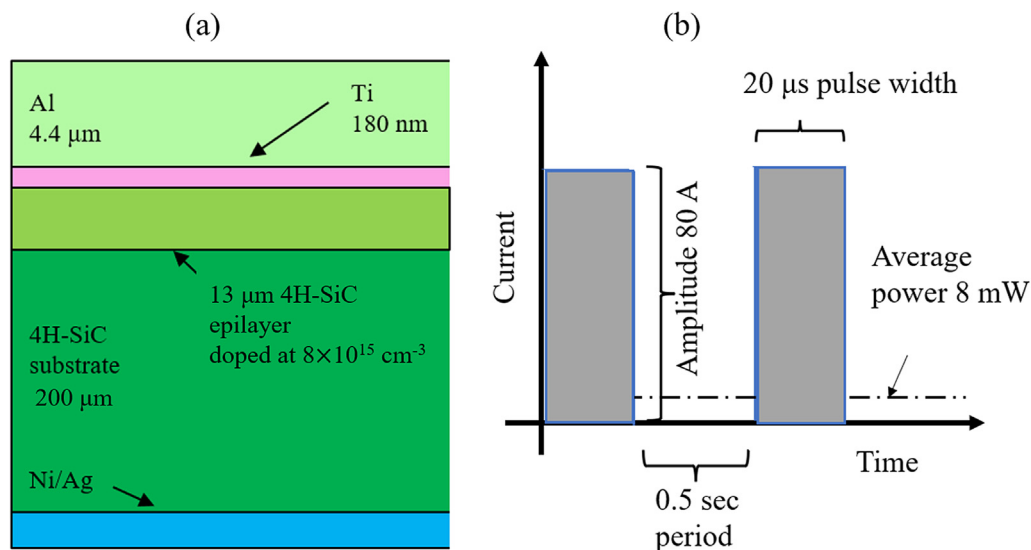 (a)
Al
4.4 μm
Ti
180 nm
13 μm 4H-SiC
epilayer
doped at 8×10¹⁵ cm⁻³
4H-SiC
substrate
200 μm
Ni/Ag
(b)
20 μs pulse width
Current
Amplitude 80 A
Average
power 8 mW
Time
0.5 sec
period